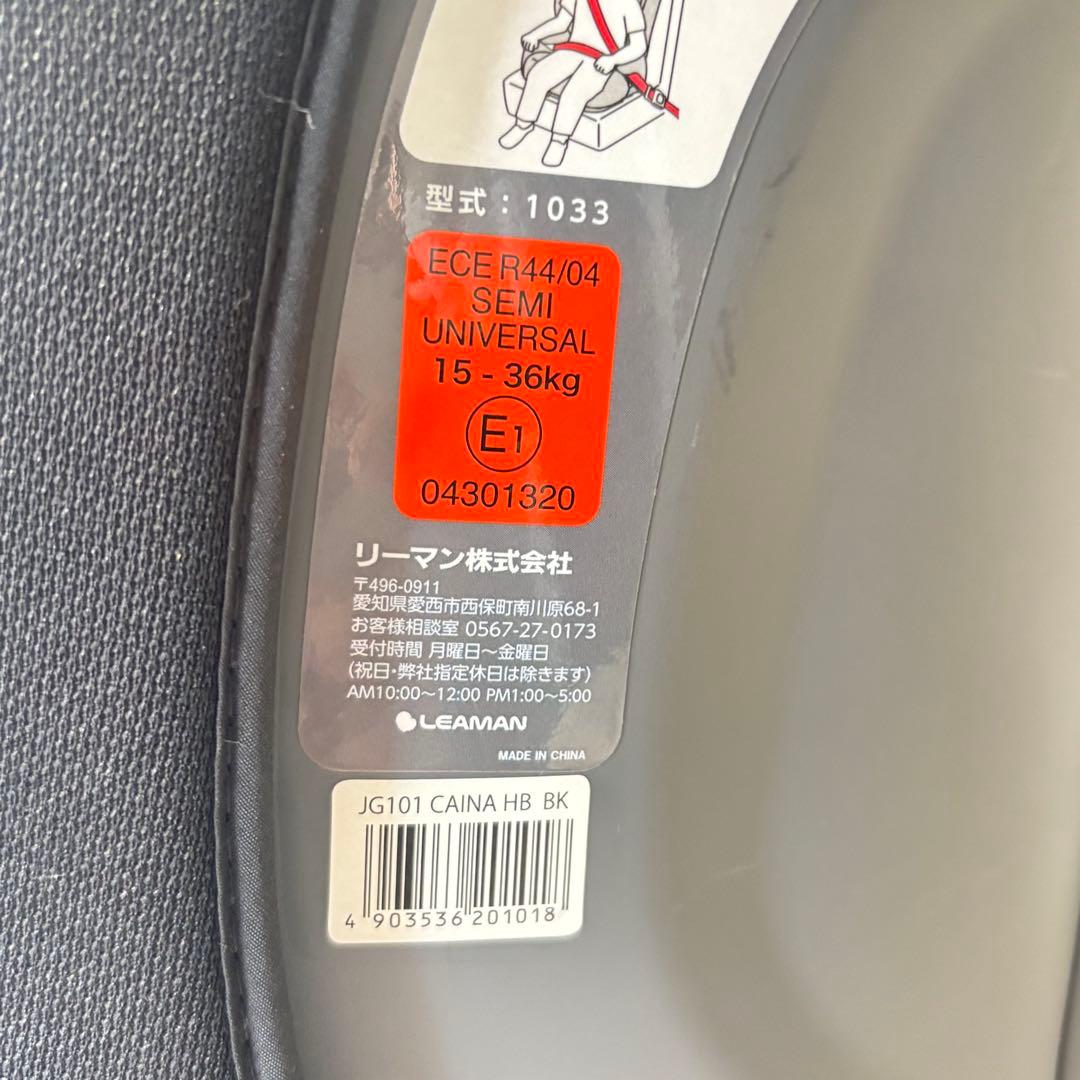 型式：1033
ECE R44/04
SEMI
UNIVERSAL
15 - 36kg
E1
04301320
リーマン株式会社
〒496-0911
愛知県愛西市西保町南川原68-1
お客様相談室 0567-27-0173
受付時間 月曜日～金曜日
(祝日・弊社指定休日は除きます)
AM10:00～12:00 PM1:00～5:00
LEAMAN
MADE IN CHINA
JG101 CAINA HB BK
4 903536 201018